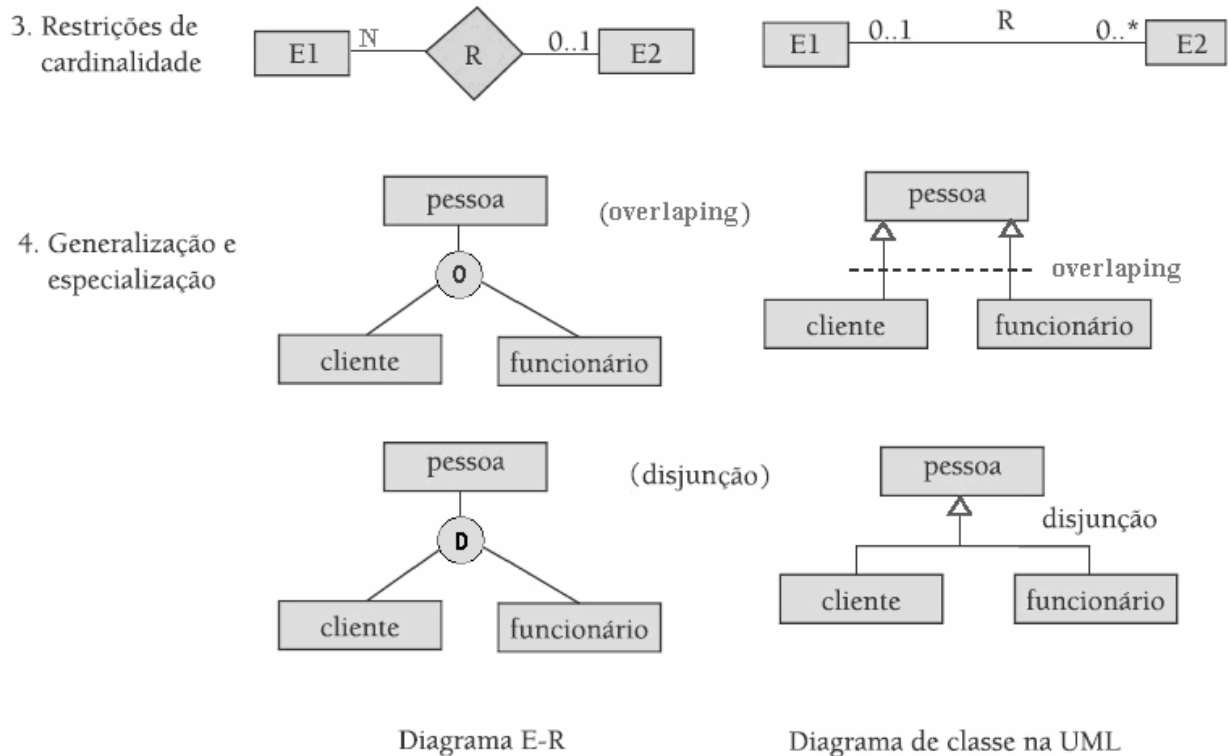 3. Restrições de cardinalidade
E1 N R 0..1 E2
E1 0..1 R 0..* E2
4. Generalização e especialização
pessoa
(overlaping)
O
cliente
funcionário
pessoa
overlaping
cliente
funcionário
pessoa
(disjunção)
D
cliente
funcionário
pessoa
disjunção
cliente
funcionário
Diagrama E-R
Diagrama de classe na UML